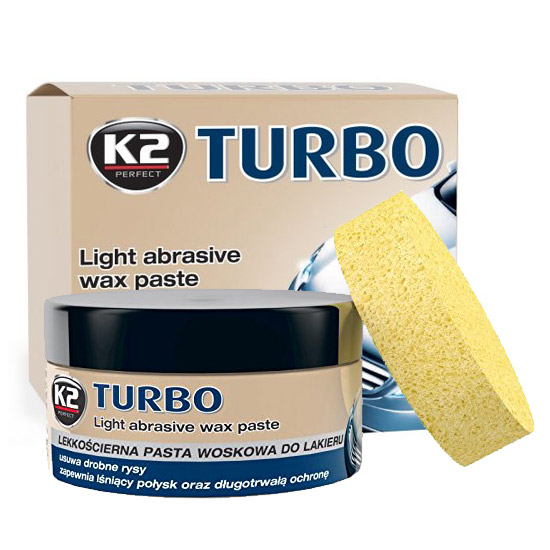 K2
PERFECT
TURBO
Light abrasive
wax paste
K2
PERFECT
TURBO
Light abrasive wax paste
LEKKOŚCIERNA PASTA WOSKOWA DO LAKIERU
usuwa drobne rysy
zapewnia lśniący połysk oraz długotrwałą ochronę